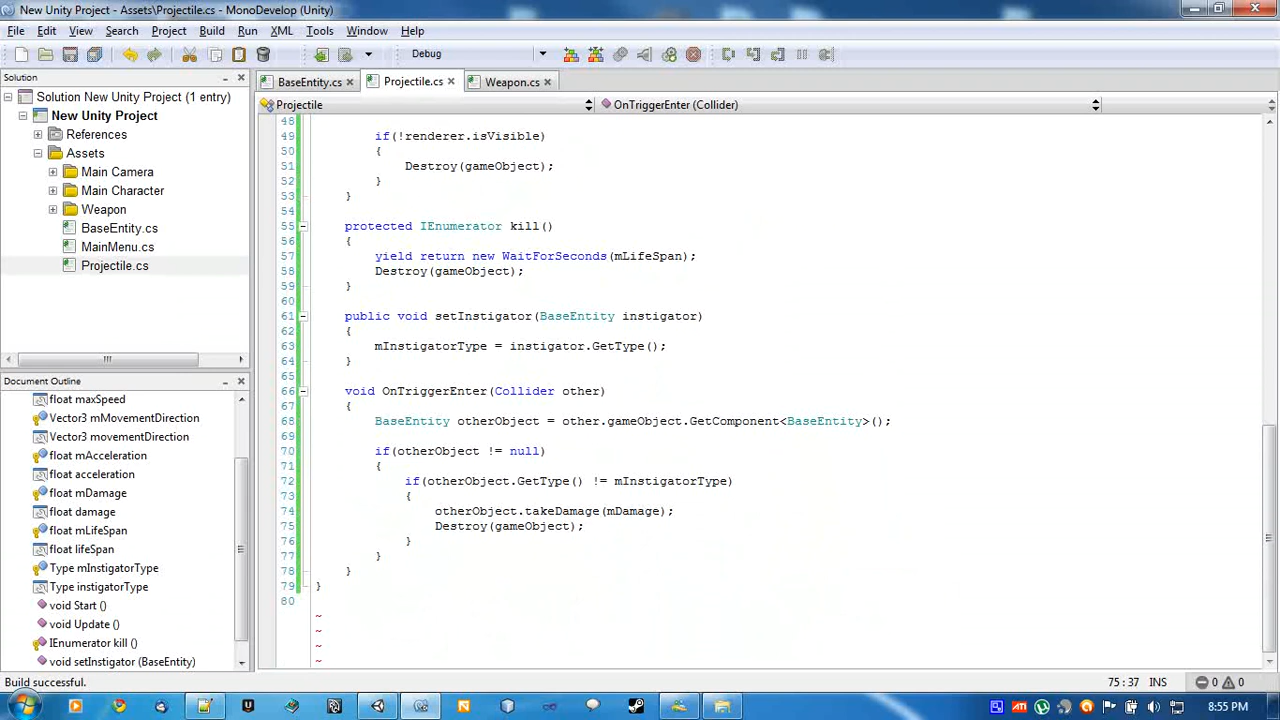 New Unity Project - Assets\Projectile.cs - MonoDevelop (Unity)
File Edit View Search Project Build Run XML Tools Window Help
Debug
Solution
Solution New Unity Project (1 entry)
New Unity Project
References
Assets
Main Camera
Main Character
Weapon
BaseEntity.cs
MainMenu.cs
Projectile.cs
Document Outline
float maxSpeed
Vector3 mMovementDirection
Vector3 movementDirection
float mAcceleration
float acceleration
float mDamage
float damage
float mLifeSpan
float lifeSpan
Type mInstigatorType
Type instigatorType
void Start ()
void Update ()
IEnumerator kill ()
void setInstigator (BaseEntity)
BaseEntity.cs Projectile.cs Weapon.cs
Projectile OnTriggerEnter (Collider)
48
49 if(!renderer.isVisible)
50 {
51 Destroy(gameObject);
52 }
53 }
54
55 protected IEnumerator kill()
56 {
57 yield return new WaitForSeconds(mLifeSpan);
58 Destroy(gameObject);
59 }
60
61 public void setInstigator(BaseEntity instigator)
62 {
63 mInstigatorType = instigator.GetType();
64 }
65
66 void OnTriggerEnter(Collider other)
67 {
68 BaseEntity otherObject = other.gameObject.GetComponent<BaseEntity>();
69
70 if(otherObject != null)
71 {
72 if(otherObject.GetType() != mInstigatorType)
73 {
74 otherObject.takeDamage(mDamage);
75 Destroy(gameObject);
76 }
77 }
78 }
79 }
80
~
~
~
~
Build successful. 75 : 37 INS 0 0
8:55 PM